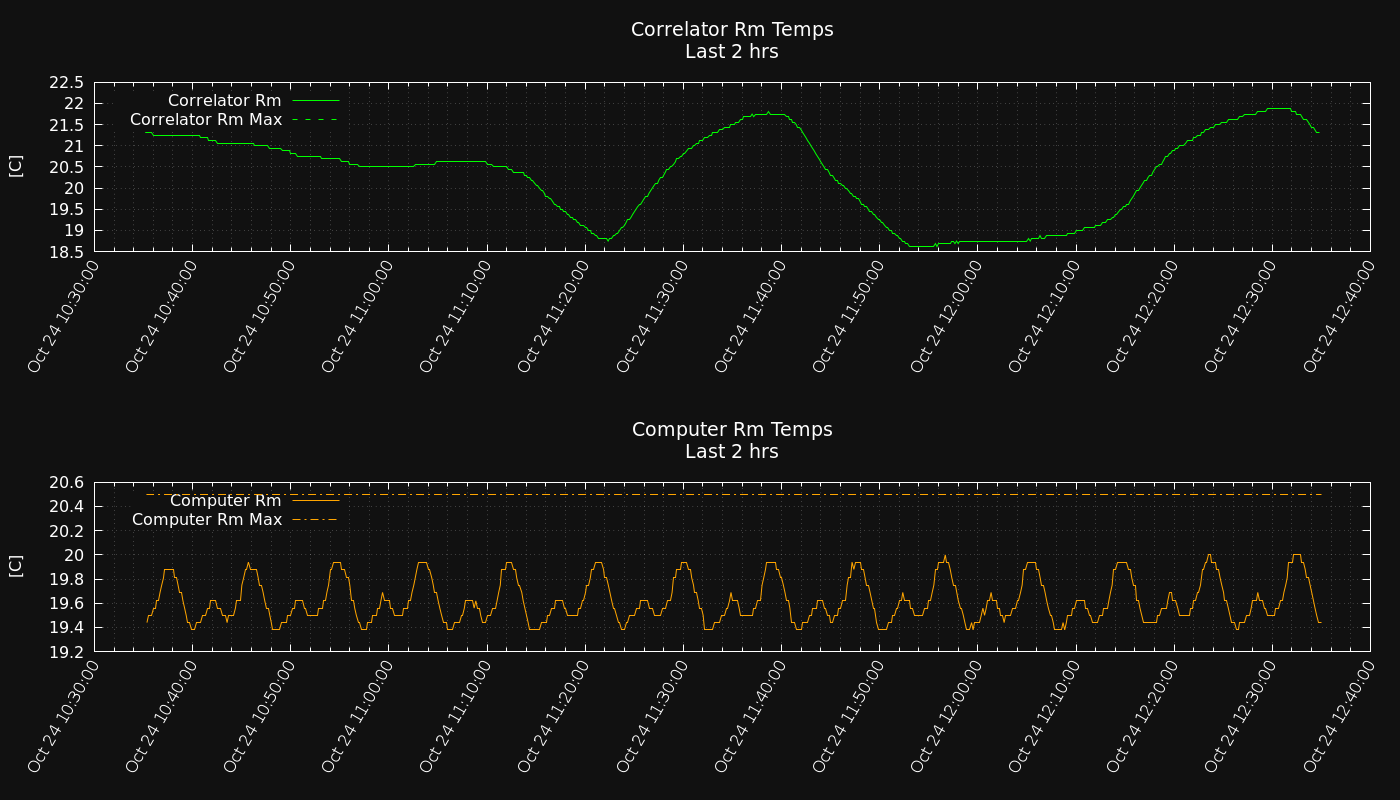 Correlator Rm Temps
Last 2 hrs
22.5
22
21.5
21
20.5
20
19.5
19
18.5
[C]
Correlator Rm
Correlator Rm Max
Oct 24 10:30:00
Oct 24 10:40:00
Oct 24 10:50:00
Oct 24 11:00:00
Oct 24 11:10:00
Oct 24 11:20:00
Oct 24 11:30:00
Oct 24 11:40:00
Oct 24 11:50:00
Oct 24 12:00:00
Oct 24 12:10:00
Oct 24 12:20:00
Oct 24 12:30:00
Oct 24 12:40:00
Computer Rm Temps
Last 2 hrs
20.6
20.4
20.2
20
19.8
19.6
19.4
19.2
[C]
Computer Rm
Computer Rm Max
Oct 24 10:30:00
Oct 24 10:40:00
Oct 24 10:50:00
Oct 24 11:00:00
Oct 24 11:10:00
Oct 24 11:20:00
Oct 24 11:30:00
Oct 24 11:40:00
Oct 24 11:50:00
Oct 24 12:00:00
Oct 24 12:10:00
Oct 24 12:20:00
Oct 24 12:30:00
Oct 24 12:40:00